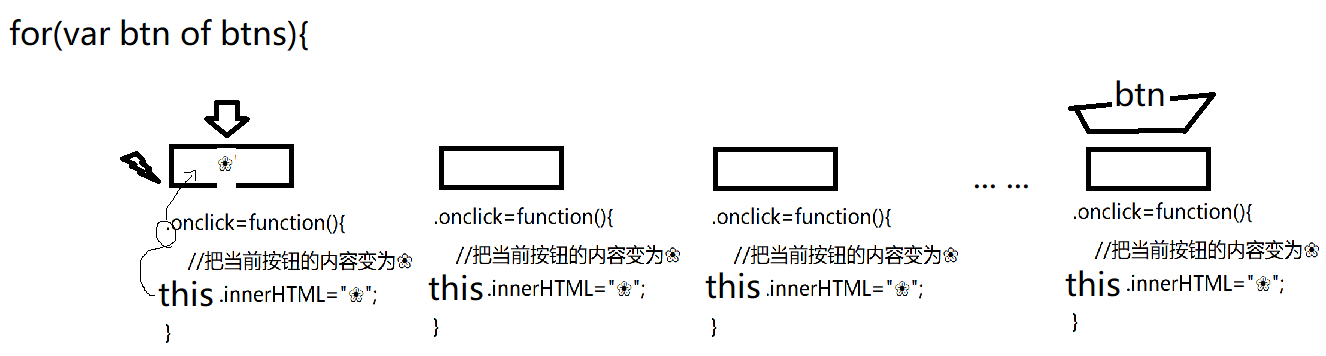 for(var btn of btns){
btn
❀
... ...
.onclick=function(){
//把当前按钮的内容变为❀
this.innerHTML="❀";
}
.onclick=function(){
//把当前按钮的内容变为❀
this.innerHTML="❀";
}
.onclick=function(){
//把当前按钮的内容变为❀
this.innerHTML="❀";
}
.onclick=function(){
//把当前按钮的内容变为❀
this.innerHTML="❀";
}